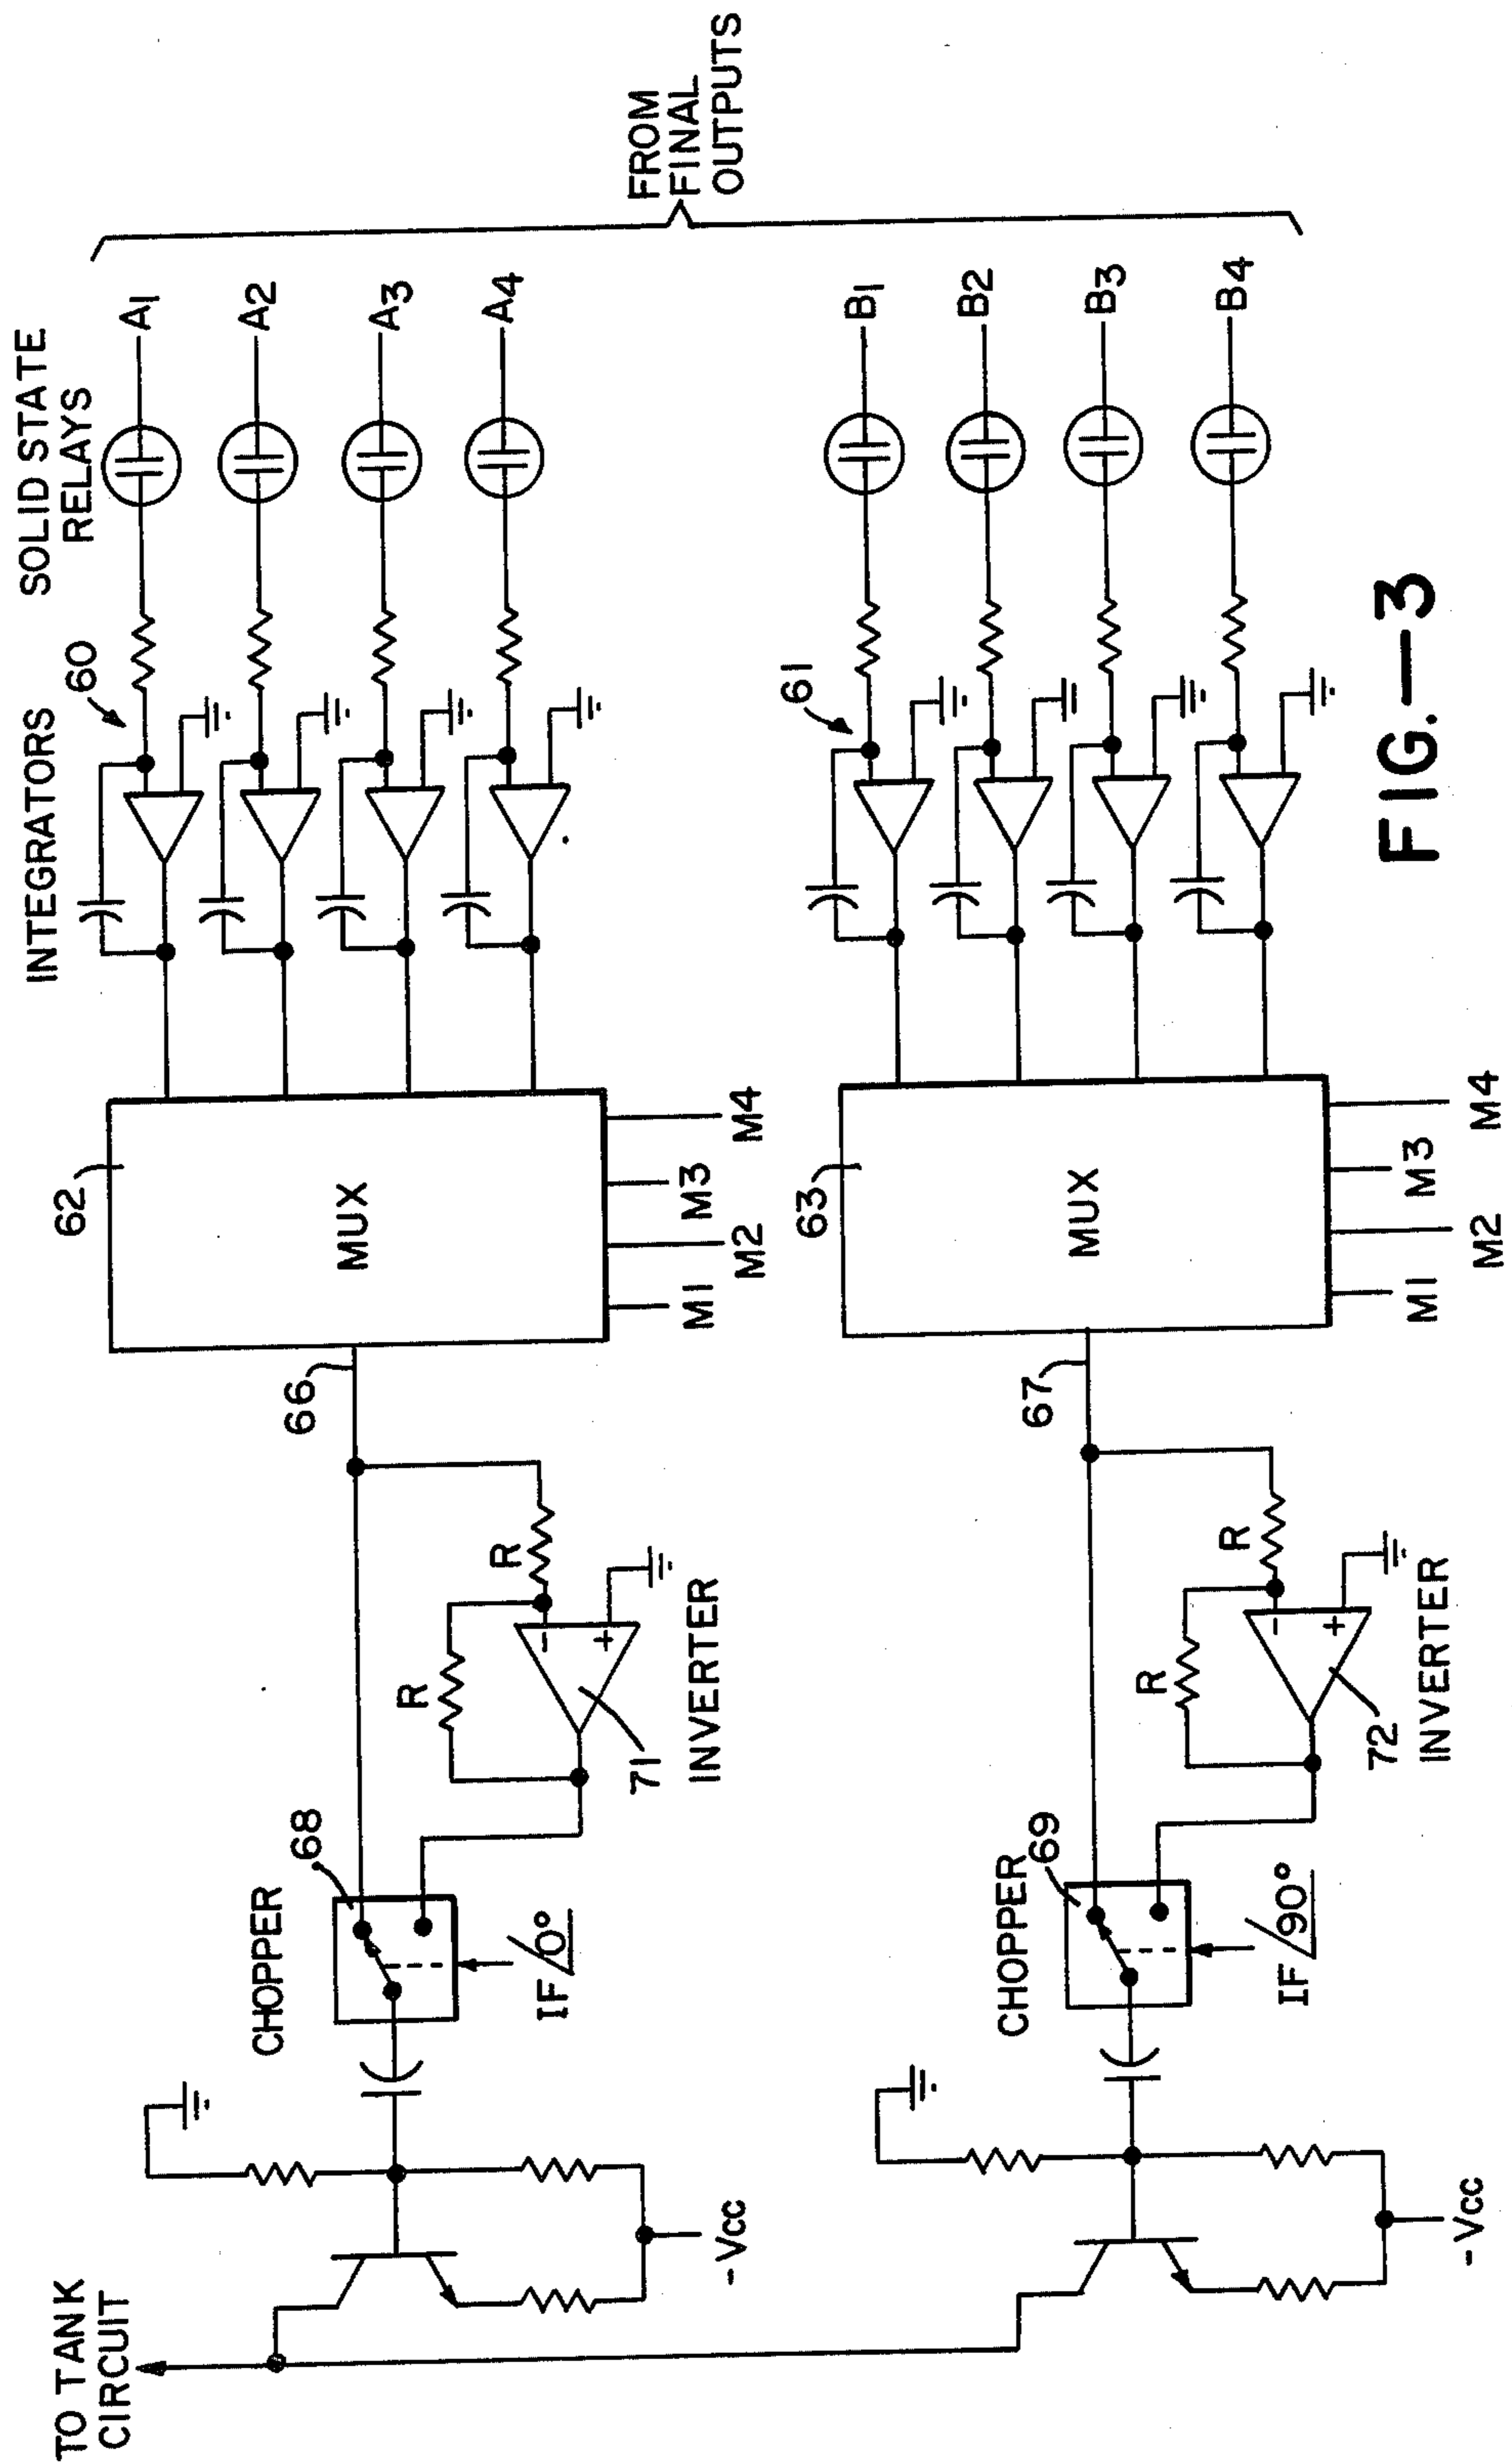 SOLID STATE
RELAYS
INTEGRATORS
60
A1
A2
A3
A4
FROM
FINAL
OUTPUTS
62
MUX
M1
M2
M3
M4
66
R
R
71
INVERTER
CHOPPER
68
IF/0°
-Vcc
TO TANK
CIRCUIT
61
B1
B2
B3
B4
63
MUX
M1
M2
M3
M4
67
R
R
72
INVERTER
CHOPPER
69
IF/90°
-Vcc
- +
- +
FIG.—3